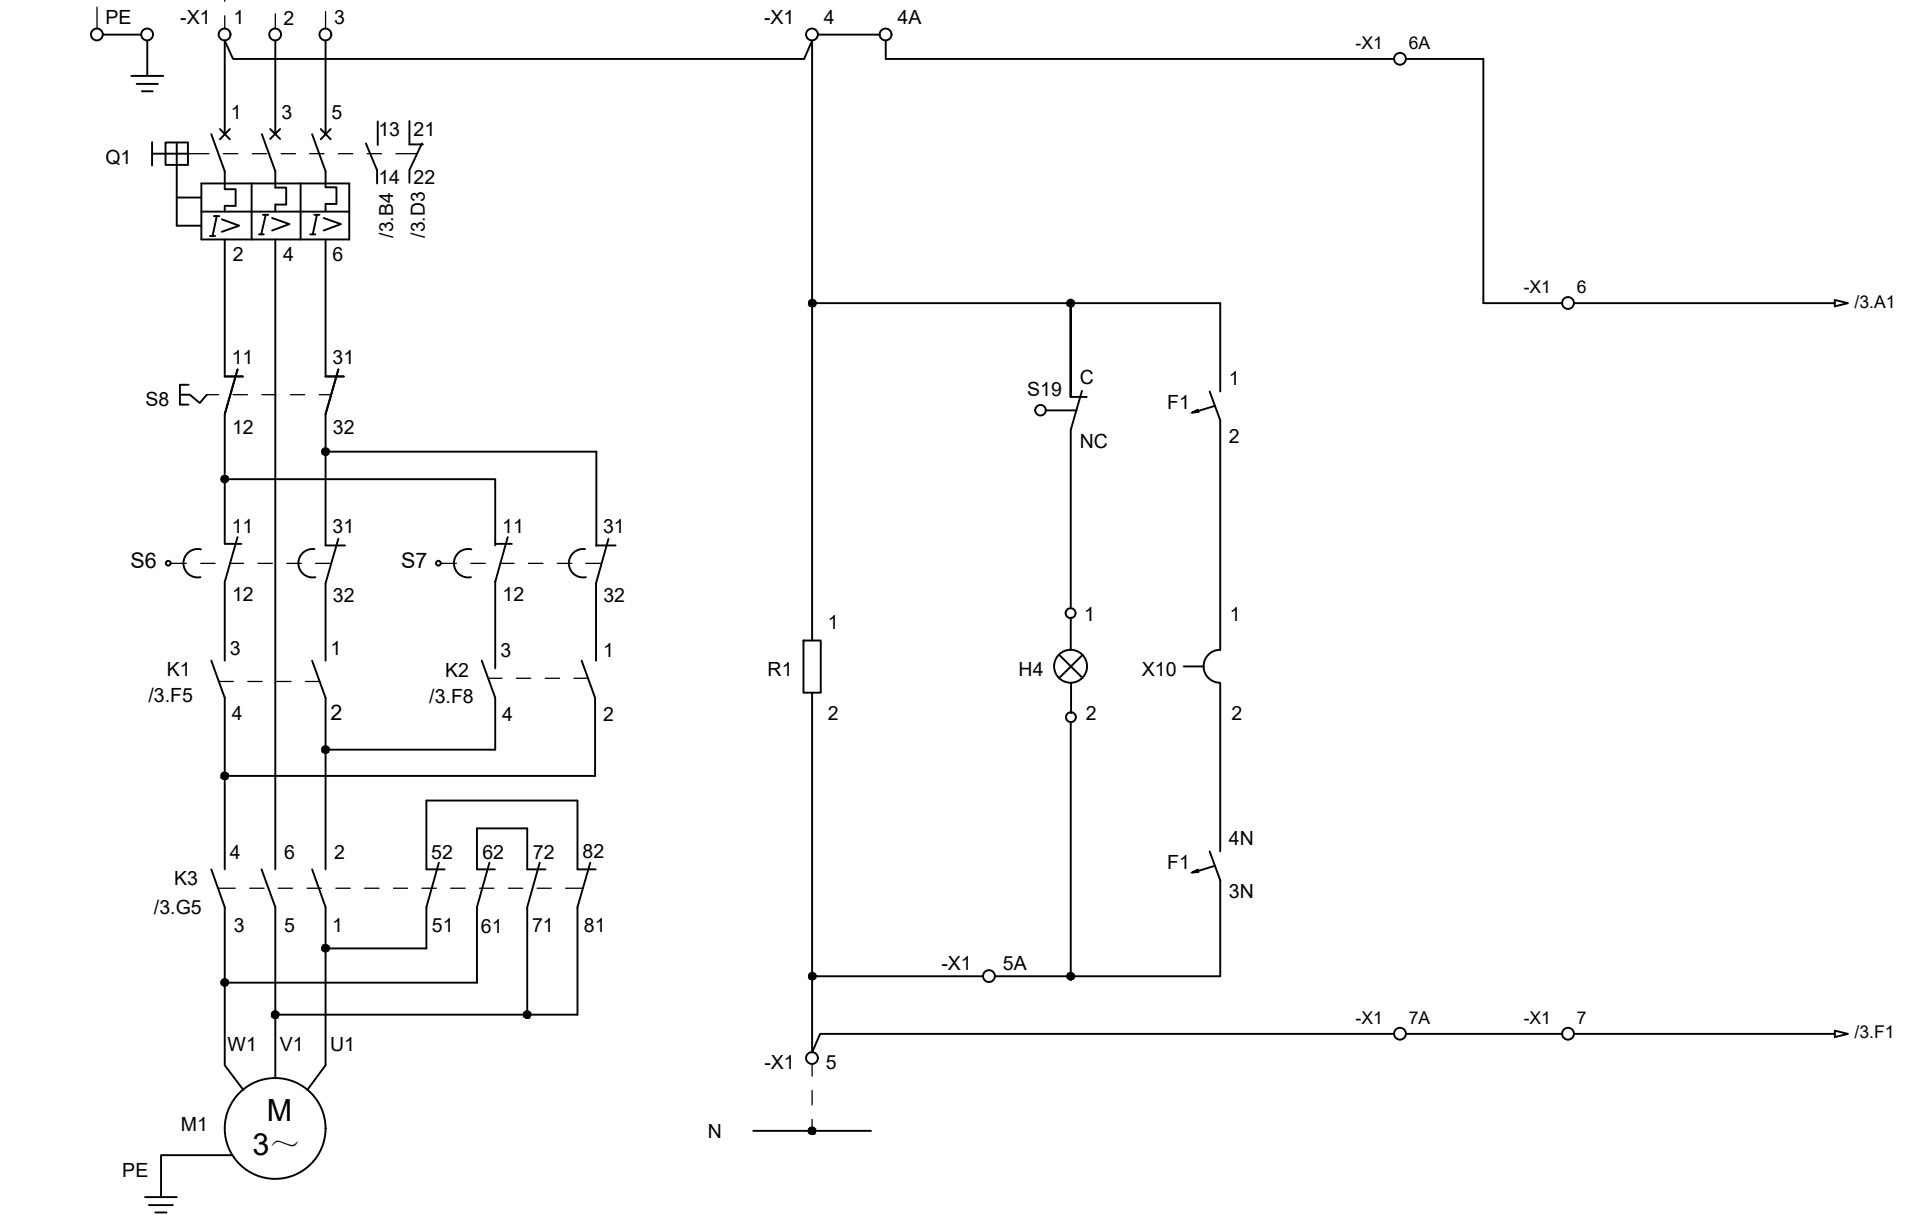 PE -X1 1 2 3 -X1 4 4A
-X1 6A
1 3 5
Q1 13 21
14 22
/3.B4 /3.D3
I> I> I>
2 4 6
-X1 6 /3.A1
11 31
S8
12 32
C 1
S19 F1
NC 2
11 31 11 31
S6 S7
12 32 12 32
3 1 3 1
K1 K2
/3.F5 /3.F8
4 2 4 2
1 1 1
R1 H4 X10
2 2 2
4 6 2 52 62 72 82
K3
/3.G5
3 5 1 51 61 71 81
4N
F1
3N
-X1 5A
-X1 7A -X1 7 /3.F1
W1 V1 U1
-X1 5
M1 M
3~
N
PE